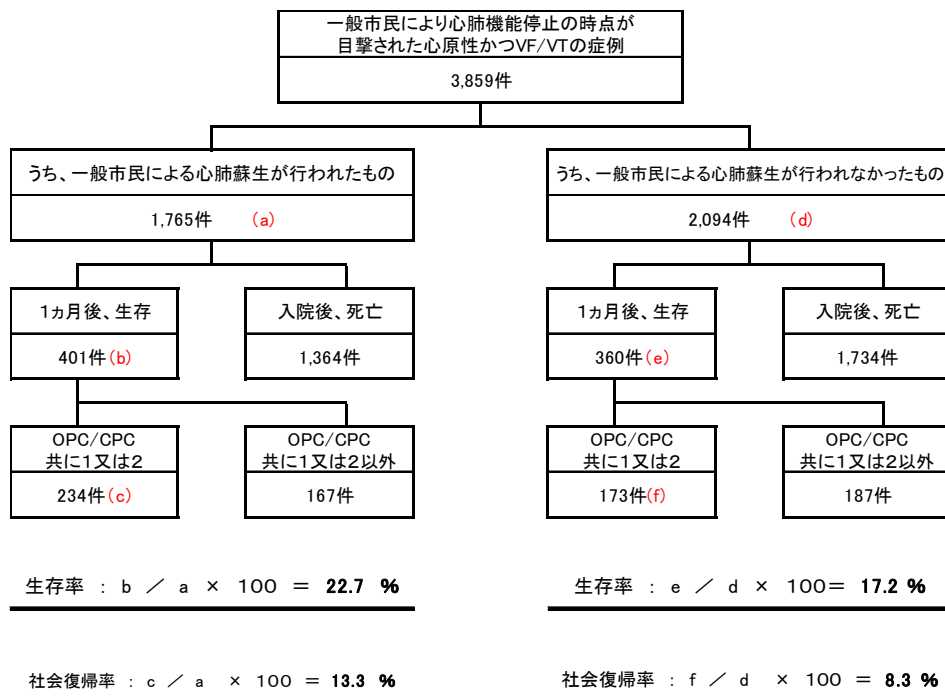 一般市民により心肺機能停止の時点が
目撃された心原性かつVF/VTの症例
3,859件
うち、一般市民による心肺蘇生が行われたもの
1,765件 (a)
うち、一般市民による心肺蘇生が行われなかったもの
2,094件 (d)
1ヵ月後、生存
401件(b)
入院後、死亡
1,364件
1ヵ月後、生存
360件(e)
入院後、死亡
1,734件
OPC/CPC
共に1又は2
234件(c)
OPC/CPC
共に1又は2以外
167件
OPC/CPC
共に1又は2
173件(f)
OPC/CPC
共に1又は2以外
187件
生存率 : b / a × 100 = 22.7 %
生存率 : e / d × 100= 17.2 %
社会復帰率 : c / a × 100 = 13.3 %
社会復帰率 : f / d × 100 = 8.3 %